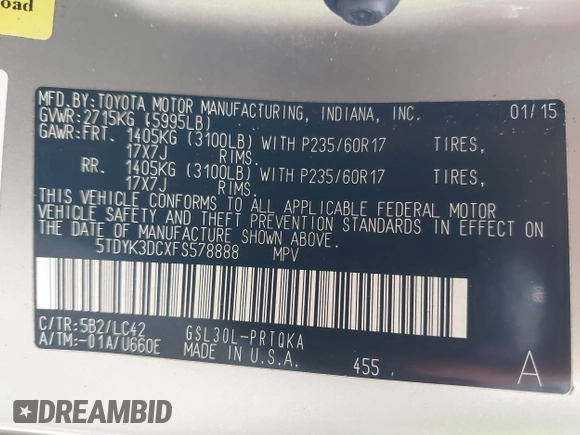 oad
MFD.BY:TOYOTA MOTOR MANUFACTURING, INDIANA, INC. 01/15
GVWR:2715KG (5995LB)
GAWR:FRT. 1405KG (3100LB) WITH P235/60R17 TIRES,
17X7J RIMS.
RR. 1405KG (3100LB) WITH P235/60R17 TIRES,
17X7J RIMS.
THIS VEHICLE CONFORMS TO ALL APPLICABLE FEDERAL MOTOR
VEHICLE SAFETY AND THEFT PREVENTION STANDARDS IN EFFECT ON
THE DATE OF MANUFACTURE SHOWN ABOVE.
5TDYK3DCXFS578888 MPV
C/TR:5B2/LC42 GSL30L-PRTQKA
A/TM:-01A/U660E MADE IN U.S.A. 455 A
DREAMBID